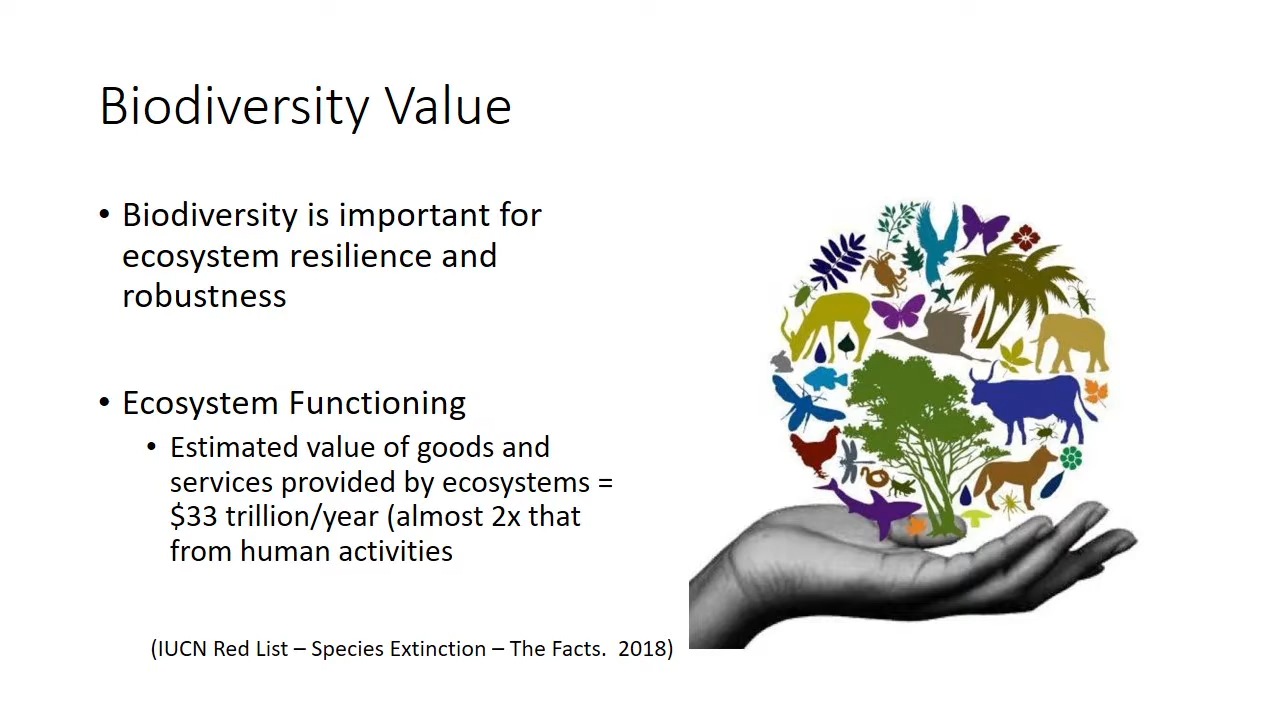 Biodiversity Value
• Biodiversity is important for
ecosystem resilience and
robustness
• Ecosystem Functioning
• Estimated value of goods and
services provided by ecosystems =
$33 trillion/year (almost 2x that
from human activities
(IUCN Red List – Species Extinction – The Facts.  2018)